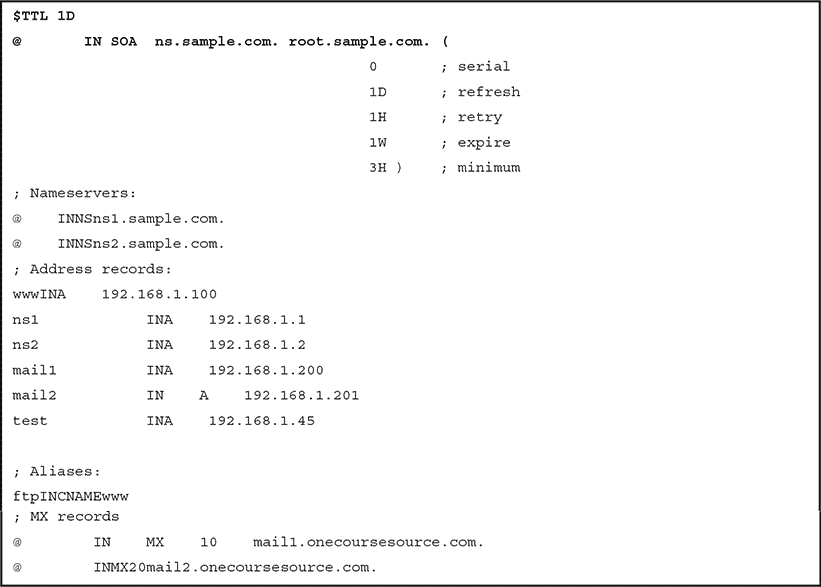 $TTL 1D
@ IN SOA ns.sample.com. root.sample.com. (
0 ; serial
1D ; refresh
1H ; retry
1W ; expire
3H ) ; minimum
; Nameservers:
@ INNSns1.sample.com.
@ INNSns2.sample.com.
; Address records:
wwwINA 192.168.1.100
ns1 INA 192.168.1.1
ns2 INA 192.168.1.2
mail1 INA 192.168.1.200
mail2 IN A 192.168.1.201
test INA 192.168.1.45
; Aliases:
ftpINCNAMEwww
; MX records
@ IN MX 10 mail1.onecoursesource.com.
@ INMX20mail2.onecoursesource.com.